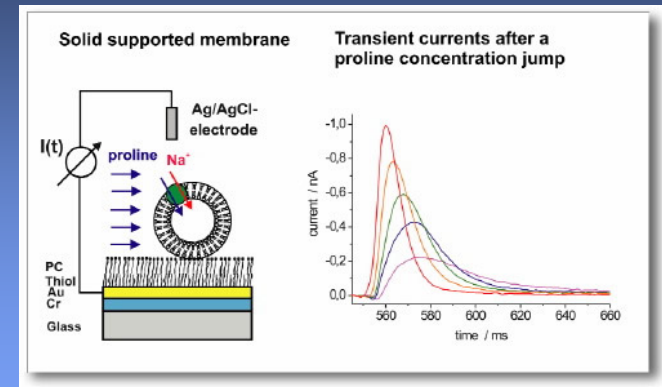 Solid supported membrane
Ag/AgCl-
electrode
I(t)
proline
Na⁺
PC
Thiol
Au
Cr
Glass
Transient currents after a
proline concentration jump
-1,0
-0,8
-0,6
-0,4
-0,2
0,0
current / nA
560
580
600
620
640
660
time / ms